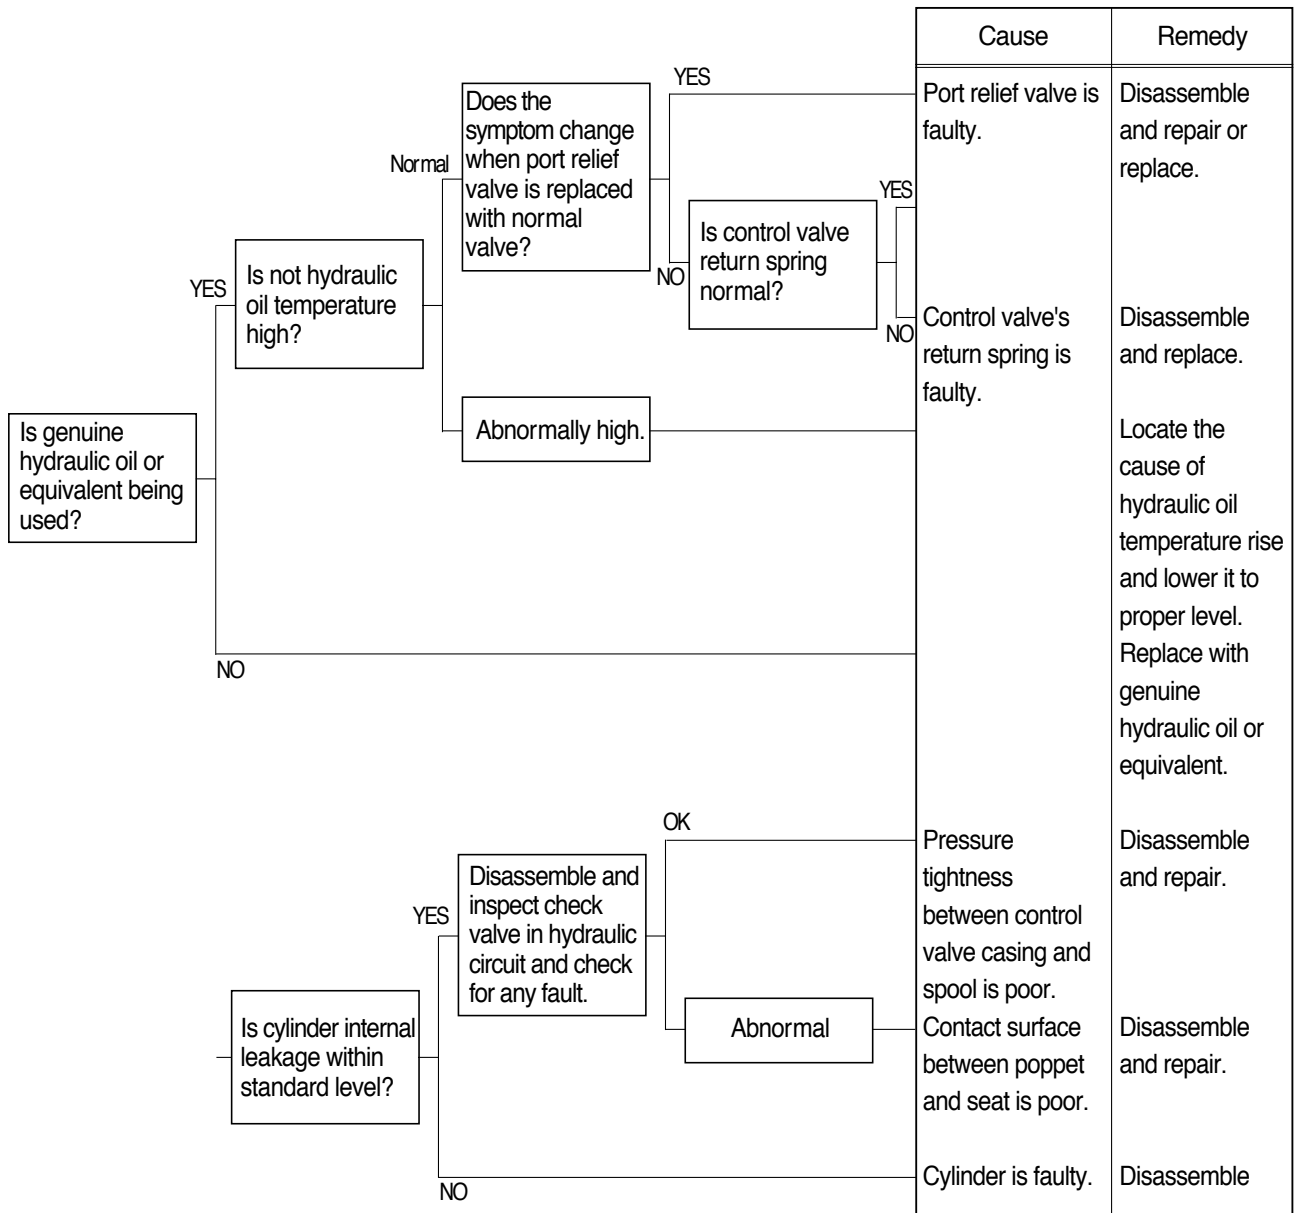 Cause
Remedy
YES
Does the
symptom change
when port relief
valve is replaced
with normal
valve?
Port relief valve is
faulty.
Disassemble
and repair or
replace.
Normal
YES
Is control valve
return spring
normal?
NO
YES
Is not hydraulic
oil temperature
high?
NO
Control valve's
return spring is
faulty.
Disassemble
and replace.
Abnormally high.
Is genuine
hydraulic oil or
equivalent being
used?
Locate the
cause of
hydraulic oil
temperature rise
and lower it to
proper level.
NO
Replace with
genuine
hydraulic oil or
equivalent.
OK
Disassemble and
inspect check
valve in hydraulic
circuit and check
for any fault.
Pressure
tightness
between control
valve casing and
spool is poor.
Disassemble
and repair.
YES
Is cylinder internal
leakage within
standard level?
Abnormal
Contact surface
between poppet
and seat is poor.
Disassemble
and repair.
NO
Cylinder is faulty.
Disassemble